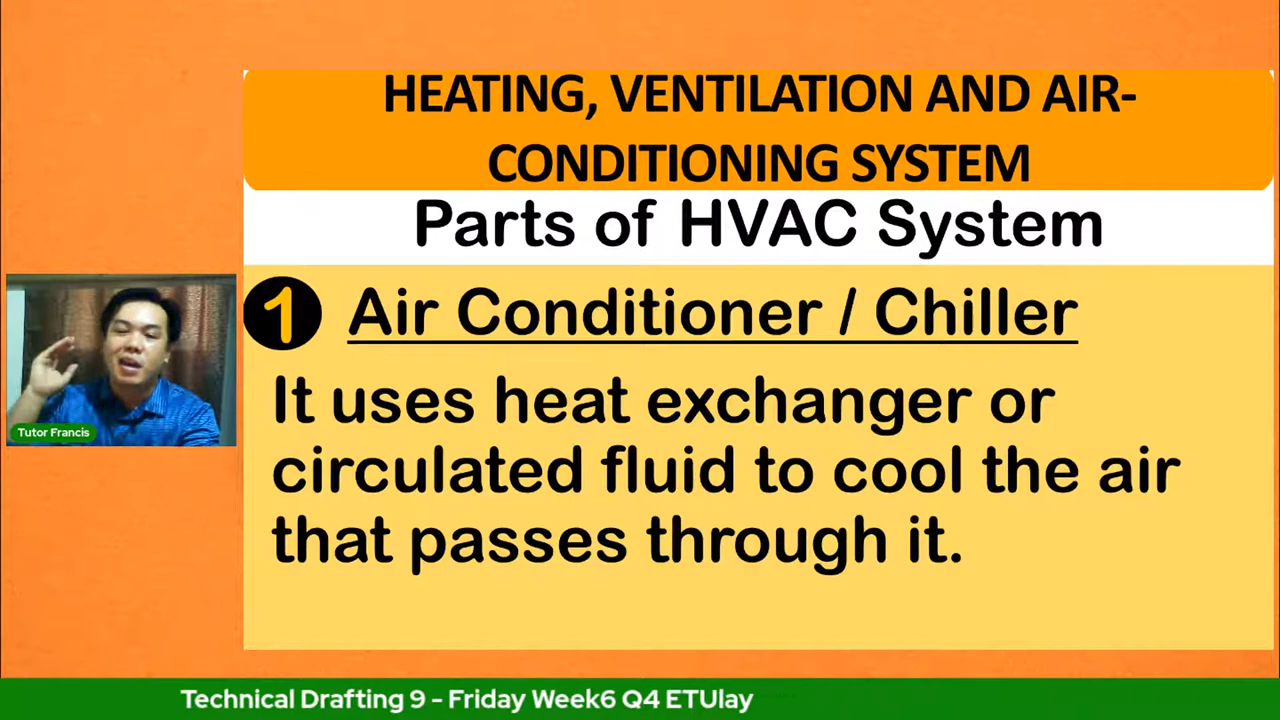 HEATING, VENTILATION AND AIR-
CONDITIONING SYSTEM
Parts of HVAC System
1 Air Conditioner / Chiller
It uses heat exchanger or
circulated fluid to cool the air
that passes through it.
Tutor Francis
Technical Drafting 9 - Friday Week6 Q4 ETUlay